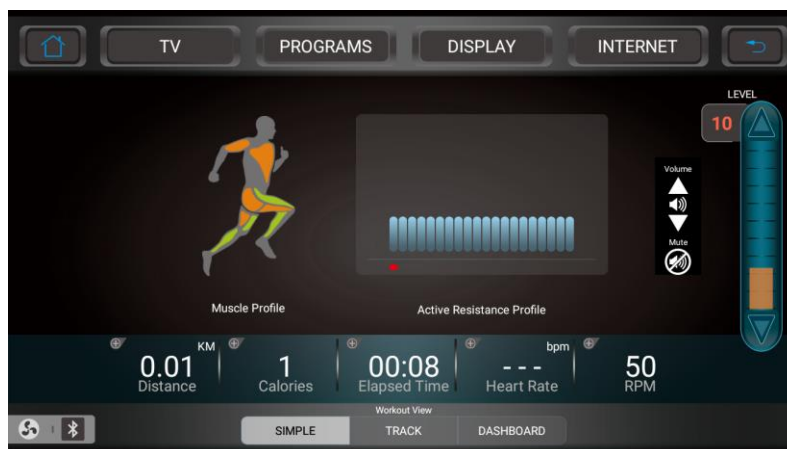 TV
PROGRAMS
DISPLAY
INTERNET
LEVEL
10
Volume
Mute
Muscle Profile
Active Resistance Profile
KM
0.01
Distance
1
Calories
00:08
Elapsed Time
bpm
---
Heart Rate
50
RPM
Workout View
SIMPLE
TRACK
DASHBOARD